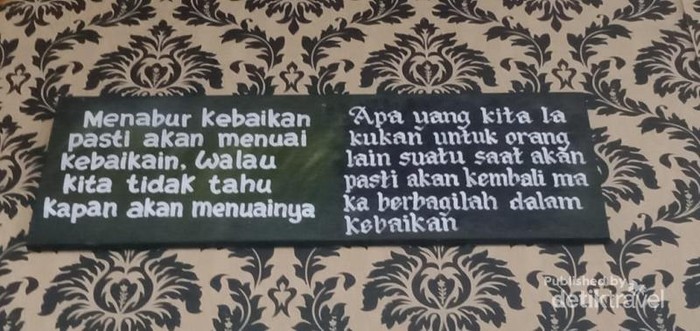 Menabur Kebaikan
pasti akan menuai
Kebaikain. Walau
Kita tidak tahu
Kapan akan menuainya
Apa uang kita la
kukan untuk orang
lain suatu saat akan
pasti akan kembali ma
ka berbagilah dalam
kebaikan
Published by
detiktravel